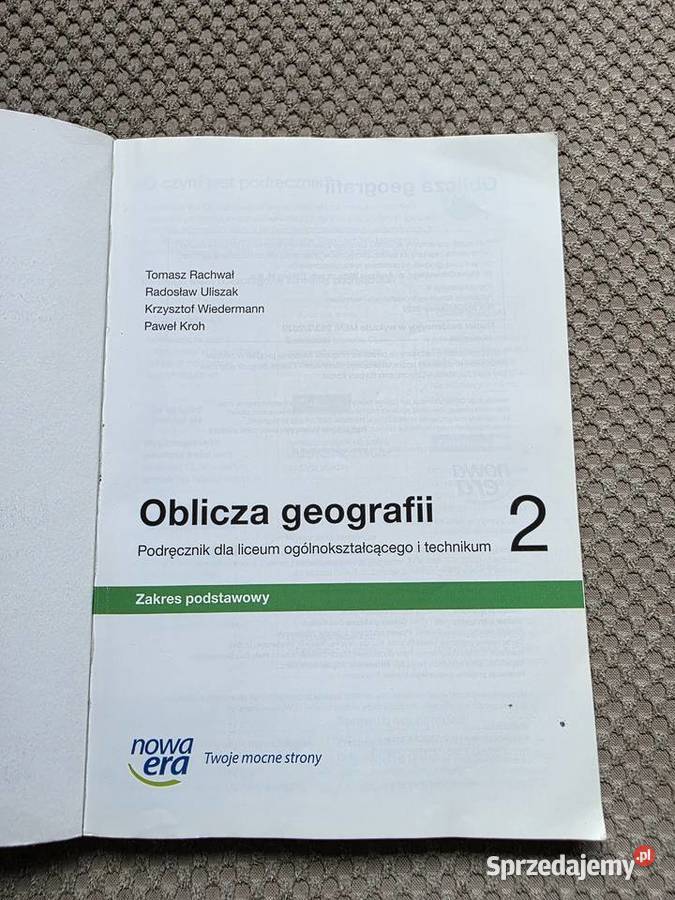 Tomasz Rachwał
Radosław Uliszak
Krzysztof Wiedermann
Paweł Kroh
Oblicza geografii 2
Podręcznik dla liceum ogólnokształcącego i technikum
Zakres podstawowy
nowa
era
Twoje mocne strony
Sprzedajemy.pl